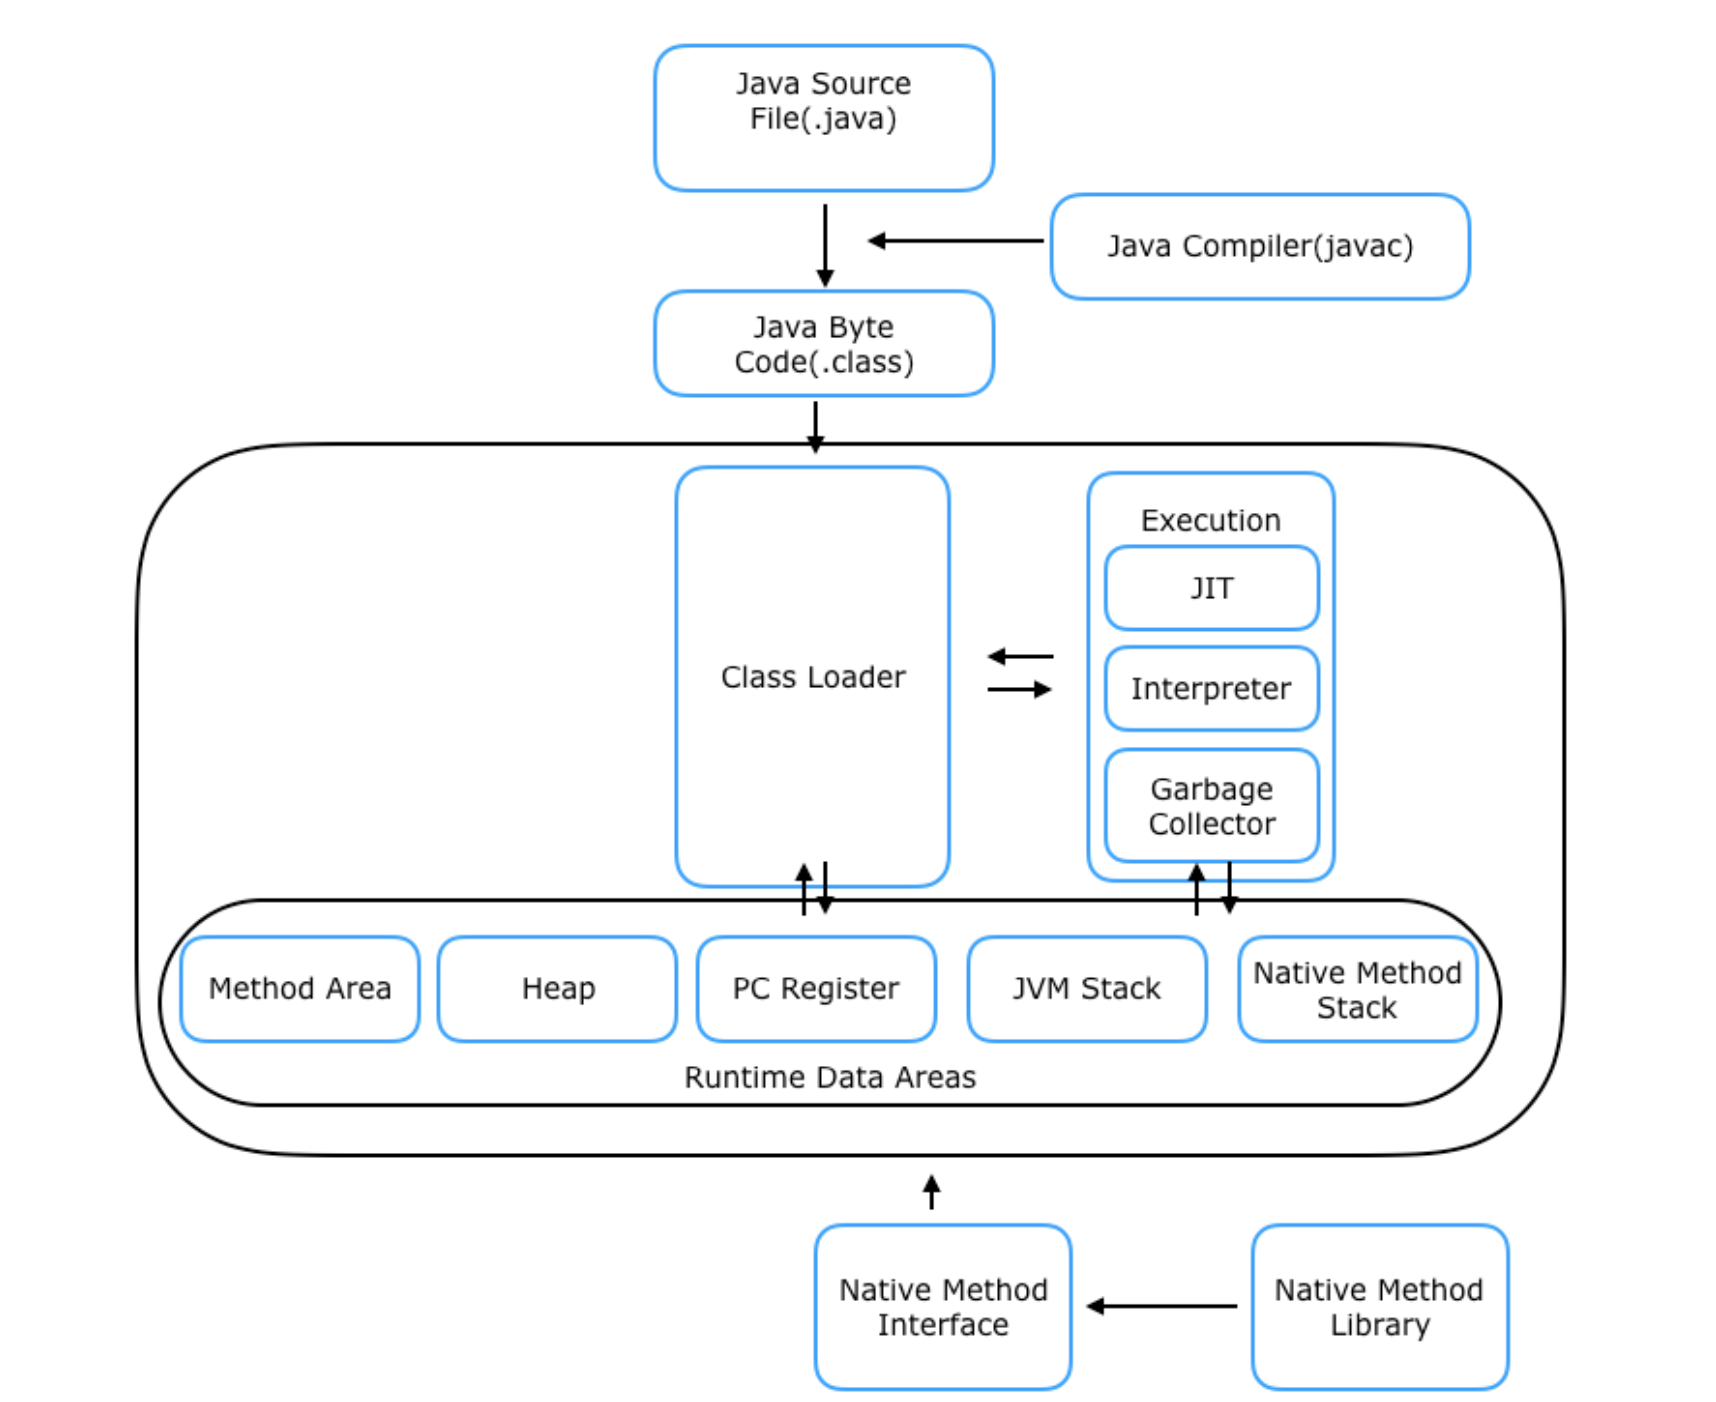 Java Source
File(.java)
Java Compiler(javac)
Java Byte
Code(.class)
Class Loader
Execution
JIT
Interpreter
Garbage
Collector
Method Area
Heap
PC Register
JVM Stack
Native Method
Stack
Runtime Data Areas
Native Method
Interface
Native Method
Library